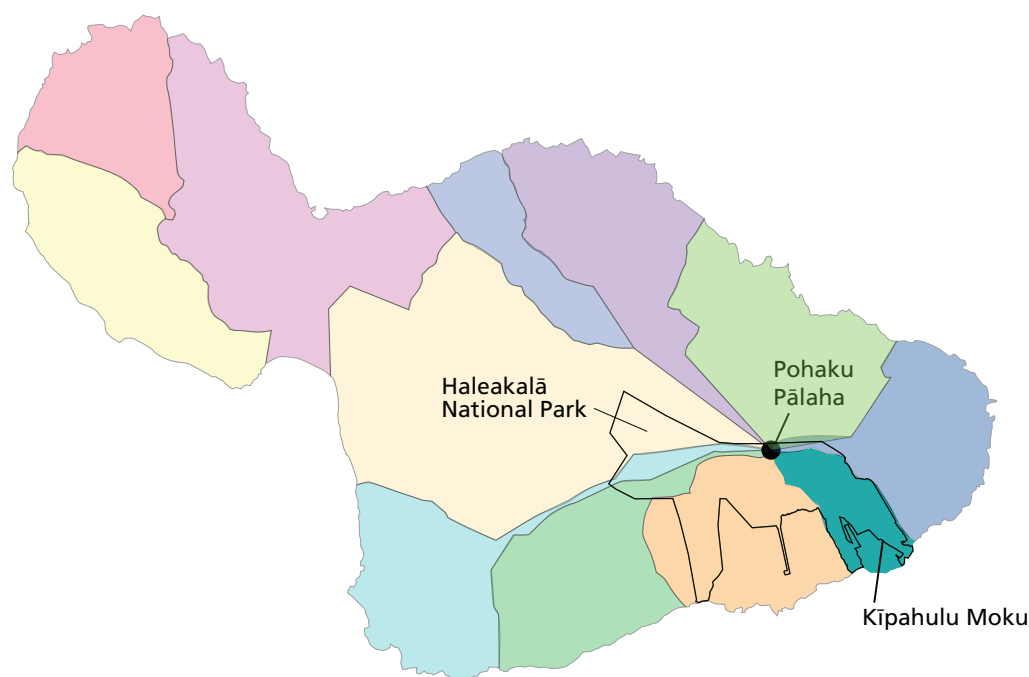 Haleakalā
National Park
Pohaku
Pālaha
Kīpahulu Moku